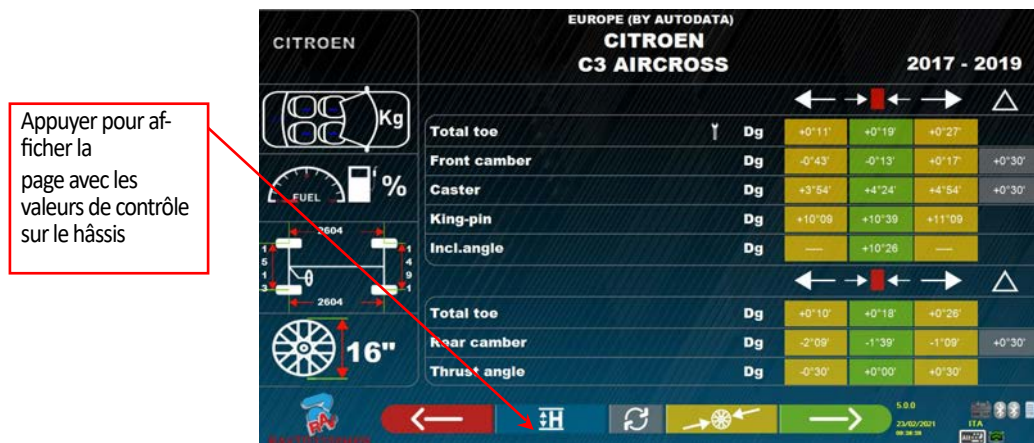 Appuyer pour af-
ficher la
page avec les
valeurs de contrôle
sur le hâssis
CITROEN
EUROPE (BY AUTODATA)
CITROEN
C3 AIRCROSS
2017 - 2019
Kg
FUEL
%
2604
1513
1491
2604
16"
Total toe Dg +0°11' +0°19' +0°27'
Front camber Dg -0°43' -0°13' +0°17' +0°30'
Caster Dg +3°54' +4°24' +4°54' +0°30'
King-pin Dg +10°09 +10°39 +11°09
Incl.angle Dg ---- +10°26 ----
Total toe Dg +0°10' +0°18' +0°26'
Rear camber Dg -2°09' -1°39' -1°09' +0°30'
Thrust angle Dg -0°30' +0°00' +0°30'
RAV
H
5.0.0
23/02/2021
ITA